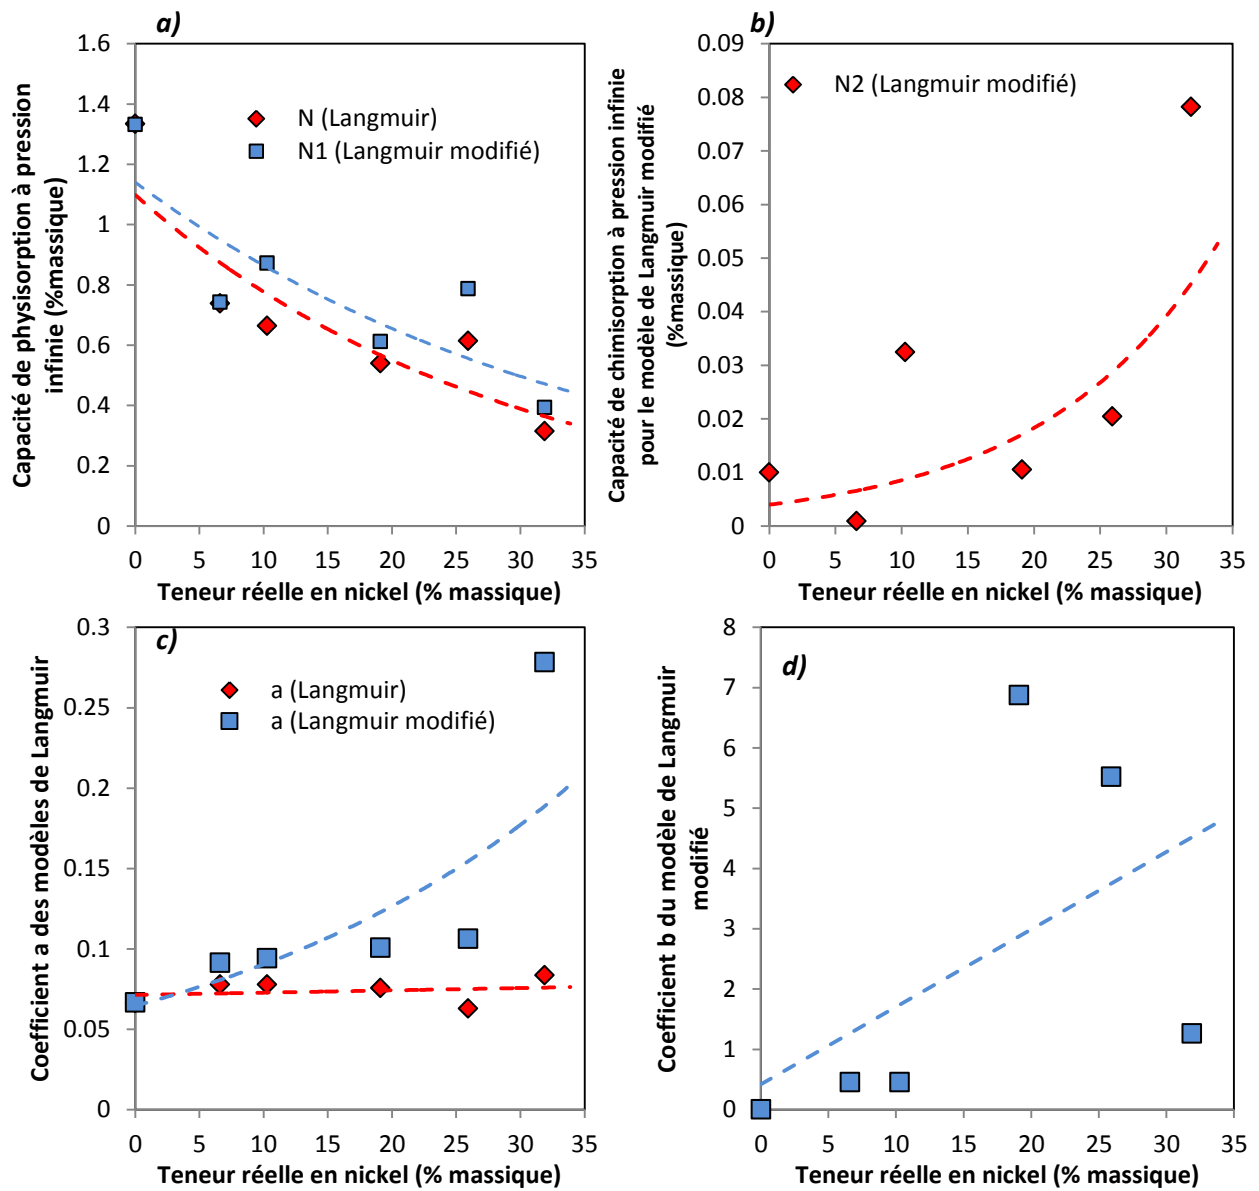 a)
Capacité de physisorption à pression
infinie (%massique)
1.6
1.4
1.2
1
0.8
0.6
0.4
0.2
0
N (Langmuir)
N1 (Langmuir modifié)
0 5 10 15 20 25 30 35
Teneur réelle en nickel (% massique)
b)
Capacité de chimisorption à pression infinie
pour le modèle de Langmuir modifié
(%massique)
0.09
0.08
0.07
0.06
0.05
0.04
0.03
0.02
0.01
0
N2 (Langmuir modifié)
0 5 10 15 20 25 30 35
Teneur réelle en nickel (% massique)
c)
Coefficient a des modèles de Langmuir
0.3
0.25
0.2
0.15
0.1
0.05
0
a (Langmuir)
a (Langmuir modifié)
0 5 10 15 20 25 30 35
Teneur réelle en nickel (% massique)
d)
Coefficient b du modèle de Langmuir
modifié
8
7
6
5
4
3
2
1
0
0 5 10 15 20 25 30 35
Teneur réelle en nickel (% massique)